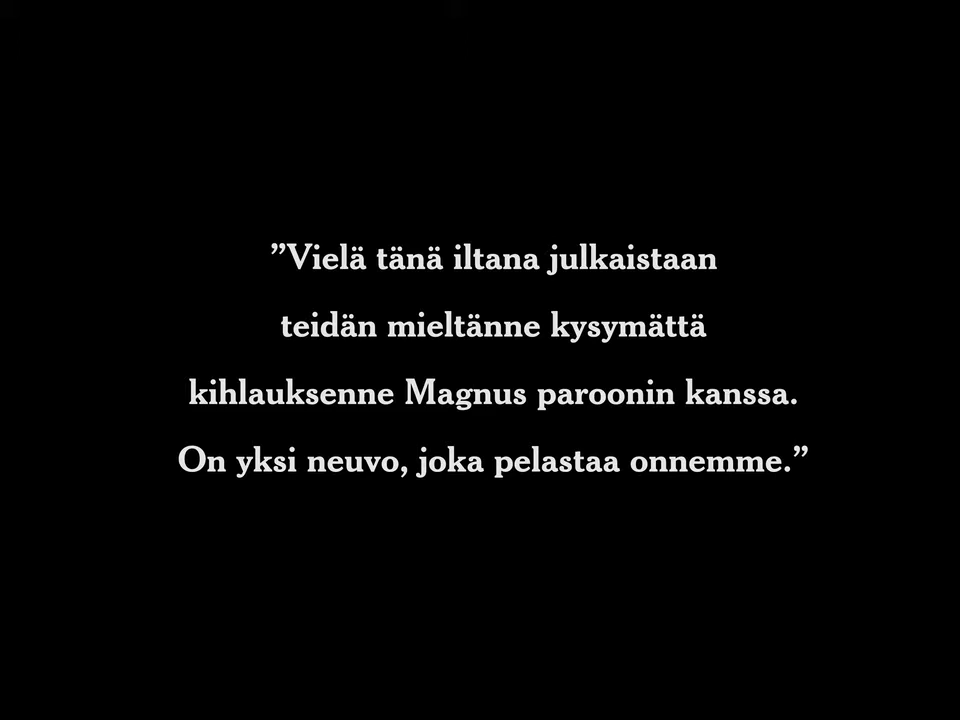 ”Vielä tänä iltana julkaistaan
teidän mieltänne kysymättä
kihlauksenne Magnus paroonin kanssa.
On yksi neuvo, joka pelastaa onnemme.”